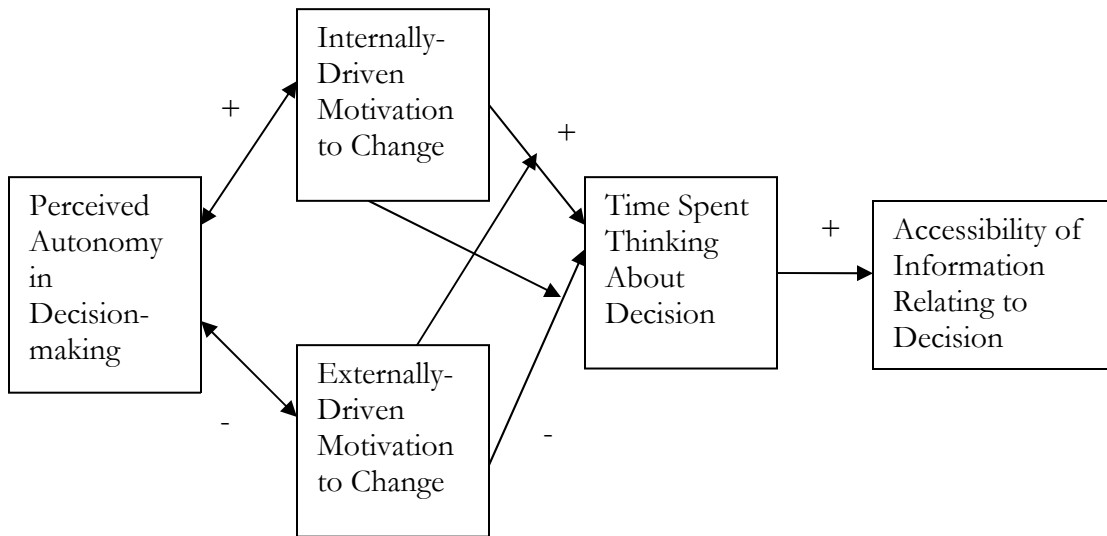 Internally-
Driven
Motivation
to Change
+
+
Perceived
Autonomy
in
Decision-
making
Time Spent
Thinking
About
Decision
+
Accessibility of
Information
Relating to
Decision
Externally-
Driven
Motivation
to Change
-
-